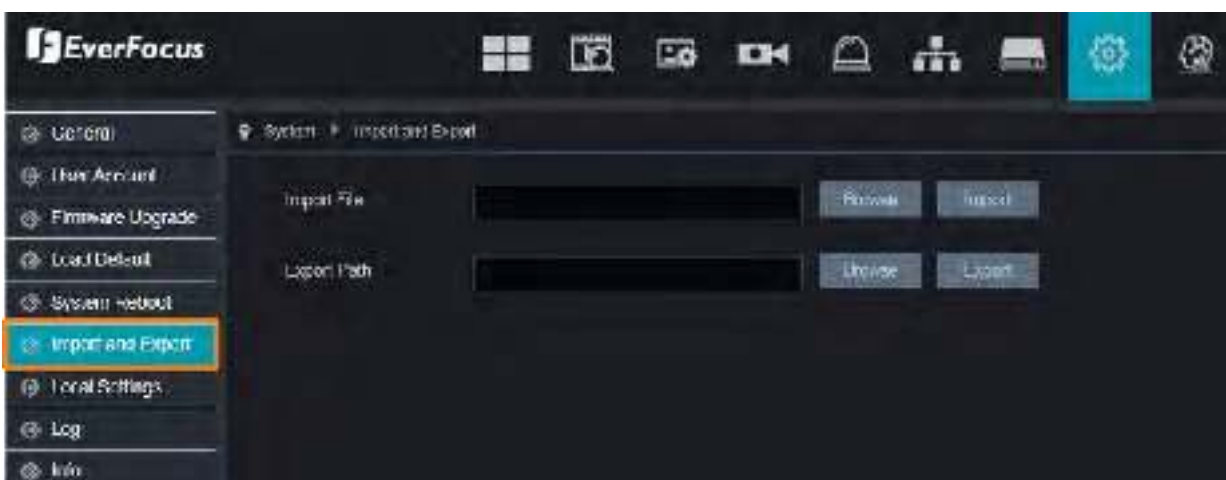 EverFocus
General
User Account
Firmware Upgrade
Load Default
System Reboot
Import and Export
Local Settings
Log
Info
System Import and Export
Import File Browse Import
Export Path Browse Export